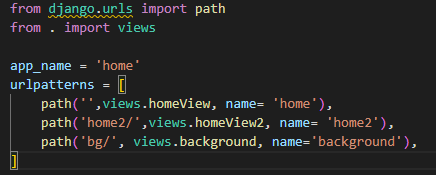 from django.urls import path
from . import views
app_name = 'home'
urlpatterns = [
    path('',views.homeView, name= 'home'),
    path('home2/',views.homeView2, name= 'home2'),
    path('bg/', views.background, name='background'),
]